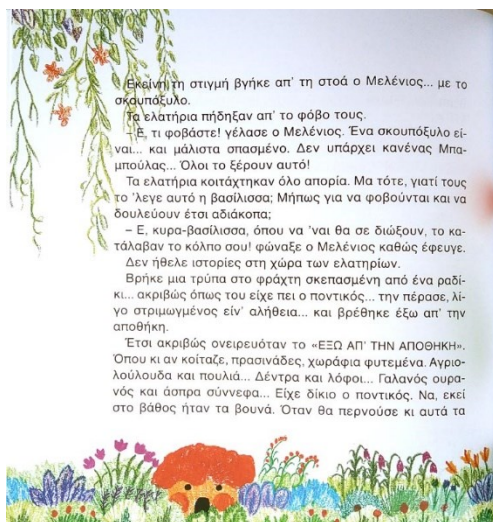 Εκείνη τη στιγμή βγήκε απ' τη στοά ο Μελένιος... με το
σκουπόξυλο.
Τα ελατήρια πήδηξαν απ' το φόβο τους.
– Ε, τι φοβάστε! γέλασε ο Μελένιος. Ένα σκουπόξυλο εί-
ναι... και μάλιστα σπασμένο. Δεν υπάρχει κανένας Μπα-
μπούλας... Όλοι το ξέρουν αυτό!
Τα ελατήρια κοιτάχτηκαν όλο απορία. Μα τότε, γιατί τους
το 'λεγε αυτό η βασίλισσα; Μήπως για να φοβούνται και να
δουλεύουν έτσι αδιάκοπα;
– Ε, κυρα-βασίλισσα, όπου να 'ναι θα σε διώξουν, το κα-
τάλαβαν το κόλπο σου! φώναξε ο Μελένιος καθώς έφευγε.
Δεν ήθελε ιστορίες στη χώρα των ελατηρίων.
Βρήκε μια τρύπα στο φράχτη σκεπασμένη από ένα ραδί-
κι... ακριβώς όπως του είχε πει ο ποντικός... την πέρασε, λί-
γο στριμωγμένος είν' αλήθεια... και βρέθηκε έξω απ' την
αποθήκη.
Έτσι ακριβώς ονειρευόταν το «ΕΞΩ ΑΠ' ΤΗΝ ΑΠΟΘΗΚΗ».
Όπου κι αν κοίταζε, πρασινάδες, χωράφια φυτεμένα. Αγριο-
λούλουδα και πουλιά... Δέντρα και λόφοι... Γαλανός ουρα-
νός και άσπρα σύννεφα... Είχε δίκιο ο ποντικός. Να, εκεί
στο βάθος ήταν τα βουνά. Όταν θα περνούσε κι αυτά τα